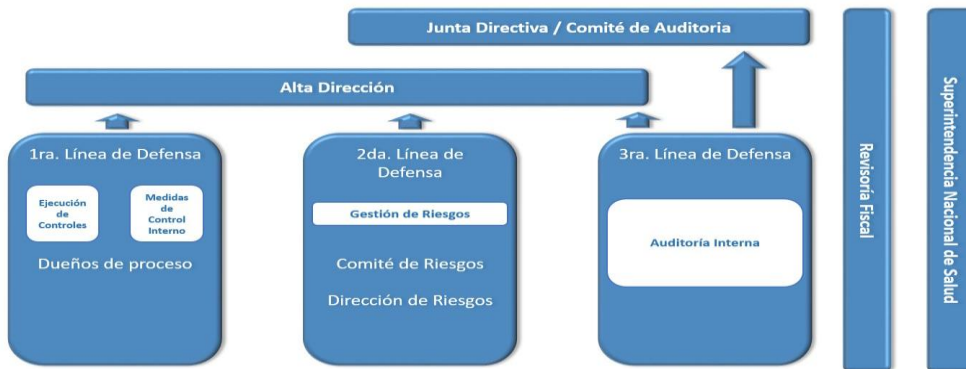 Junta Directiva / Comité de Auditoria
Alta Dirección
1ra. Línea de Defensa
Ejecución
de
Controles
Medidas
de
Control
Interno
Dueños de proceso
2da. Línea de
Defensa
Gestión de Riesgos
Comité de Riesgos
Dirección de Riesgos
3ra. Línea de Defensa
Auditoría Interna
Revisoría Fiscal
Superintendencia Nacional de Salud